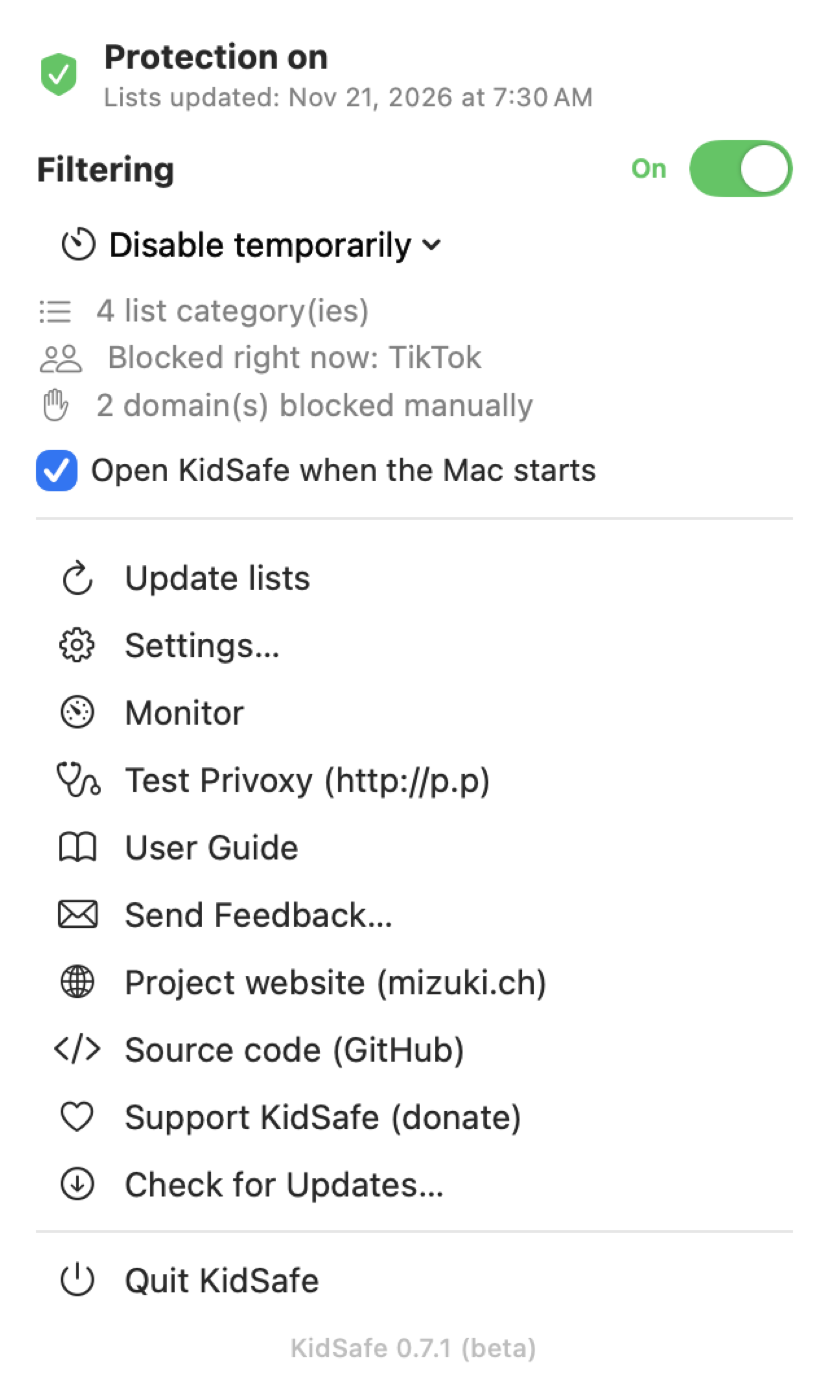 Protection on
Lists updated: Nov 21, 2026 at 7:30 AM
Filtering On
Disable temporarily
4 list category(ies)
Blocked right now: TikTok
2 domain(s) blocked manually
Open KidSafe when the Mac starts
Update lists
Settings...
Monitor
Test Privoxy (http://p.p)
User Guide
Send Feedback...
Project website (mizuki.ch)
Source code (GitHub)
Support KidSafe (donate)
Check for Updates...
Quit KidSafe
KidSafe 0.7.1 (beta)